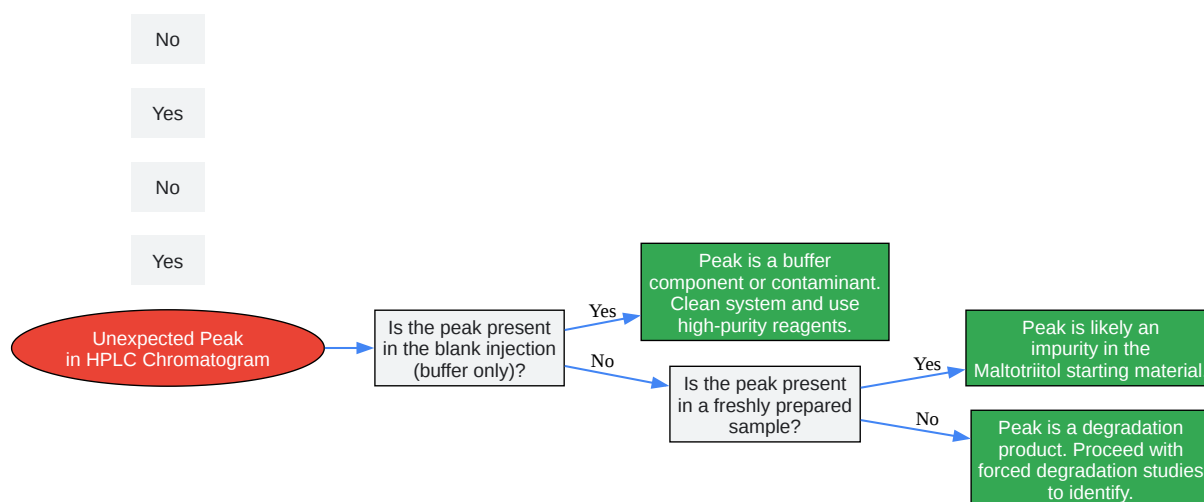 No
Yes
No
Yes
Unexpected Peak
in HPLC Chromatogram
Is the peak present
in the blank injection
(buffer only)?
Yes
No
Peak is a buffer
component or contaminant.
Clean system and use
high-purity reagents.
Is the peak present
in a freshly prepared
sample?
Yes
No
Peak is likely an
impurity in the
Maltotriitol starting material
Peak is a degradation
product. Proceed with
forced degradation studies
to identify.